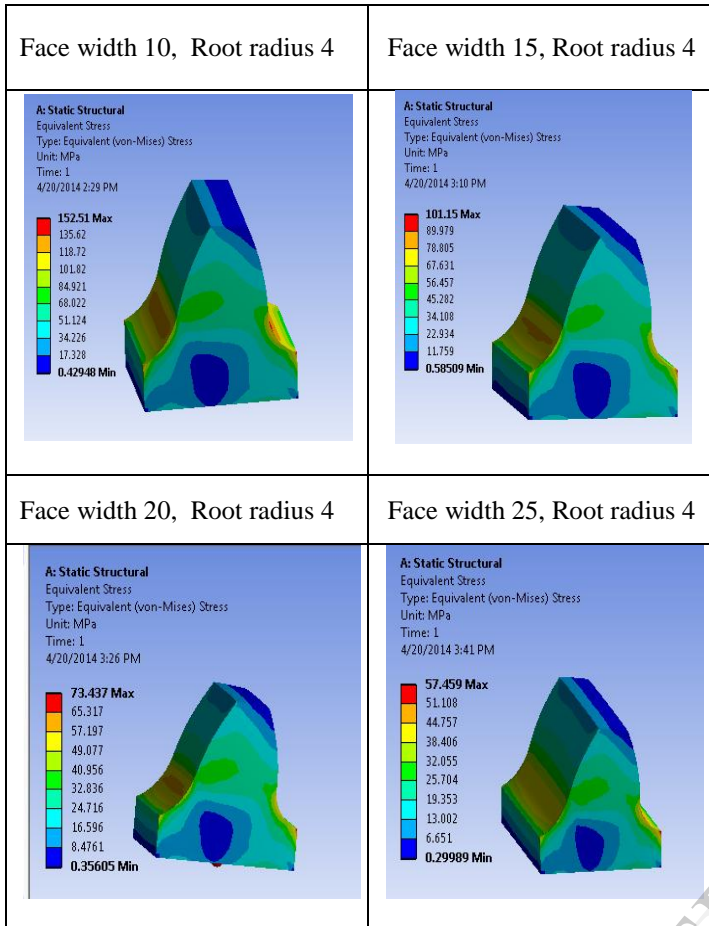 Face width 10, Root radius 4
Face width 15, Root radius 4
A: Static Structural
Equivalent Stress
Type: Equivalent (von-Mises) Stress
Unit: MPa
Time: 1
4/20/2014 2:29 PM
152.51 Max
135.62
118.72
101.82
84.921
68.022
51.124
34.226
17.328
0.42948 Min
A: Static Structural
Equivalent Stress
Type: Equivalent (von-Mises) Stress
Unit: MPa
Time: 1
4/20/2014 3:10 PM
101.15 Max
89.979
78.805
67.631
56.457
45.282
34.108
22.934
11.759
0.58509 Min
Face width 20, Root radius 4
Face width 25, Root radius 4
A: Static Structural
Equivalent Stress
Type: Equivalent (von-Mises) Stress
Unit: MPa
Time: 1
4/20/2014 3:26 PM
73.437 Max
65.317
57.197
49.077
40.956
32.836
24.716
16.596
8.4761
0.35605 Min
A: Static Structural
Equivalent Stress
Type: Equivalent (von-Mises) Stress
Unit: MPa
Time: 1
4/20/2014 3:41 PM
57.459 Max
51.108
44.757
38.406
32.055
25.704
19.353
13.002
6.651
0.29989 Min